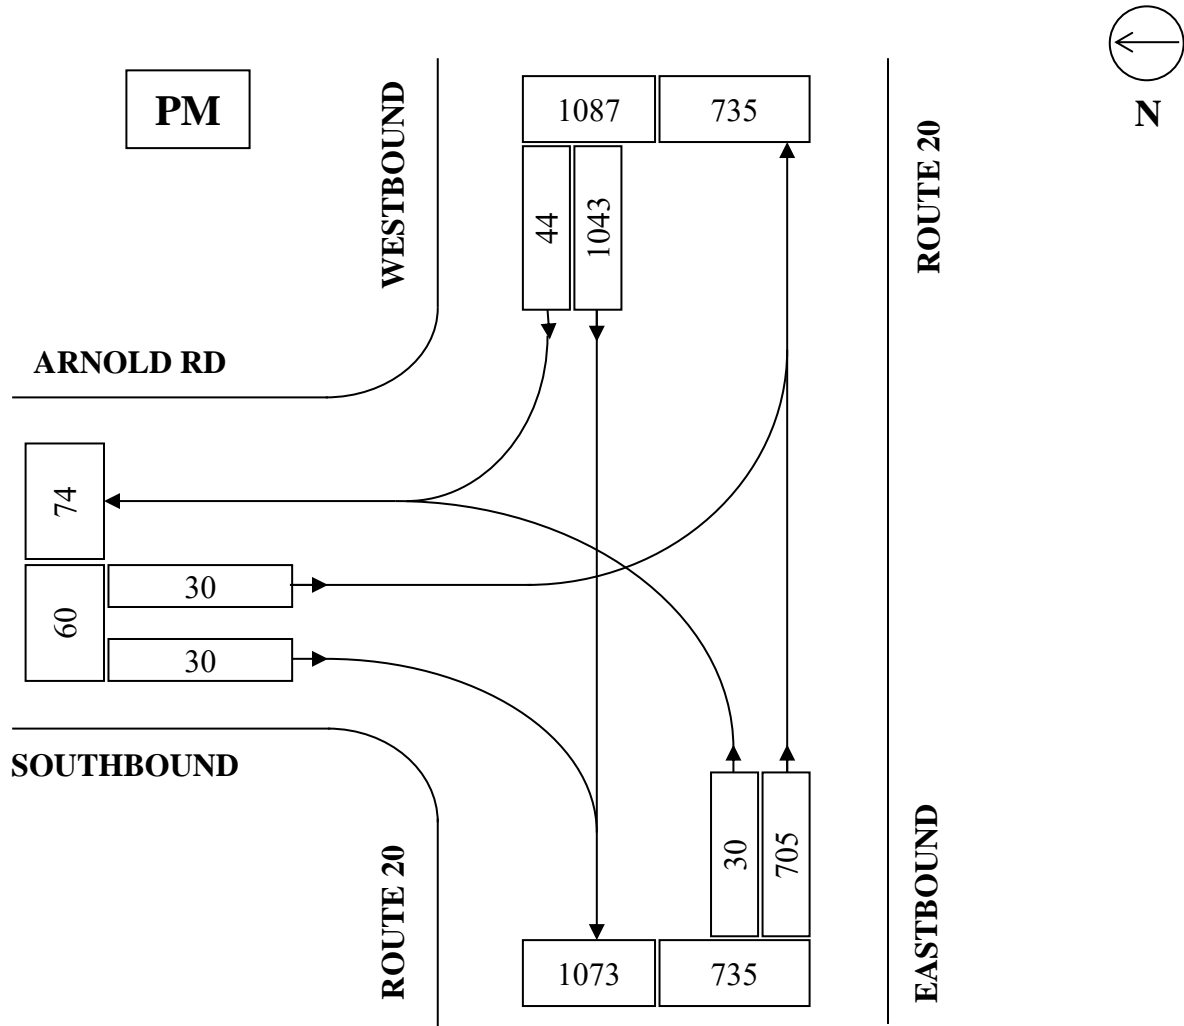 PM
N
WESTBOUND
1087
735
ROUTE 20
44
1043
ARNOLD RD
74
30
60
30
SOUTHBOUND
30
705
ROUTE 20
EASTBOUND
1073
735